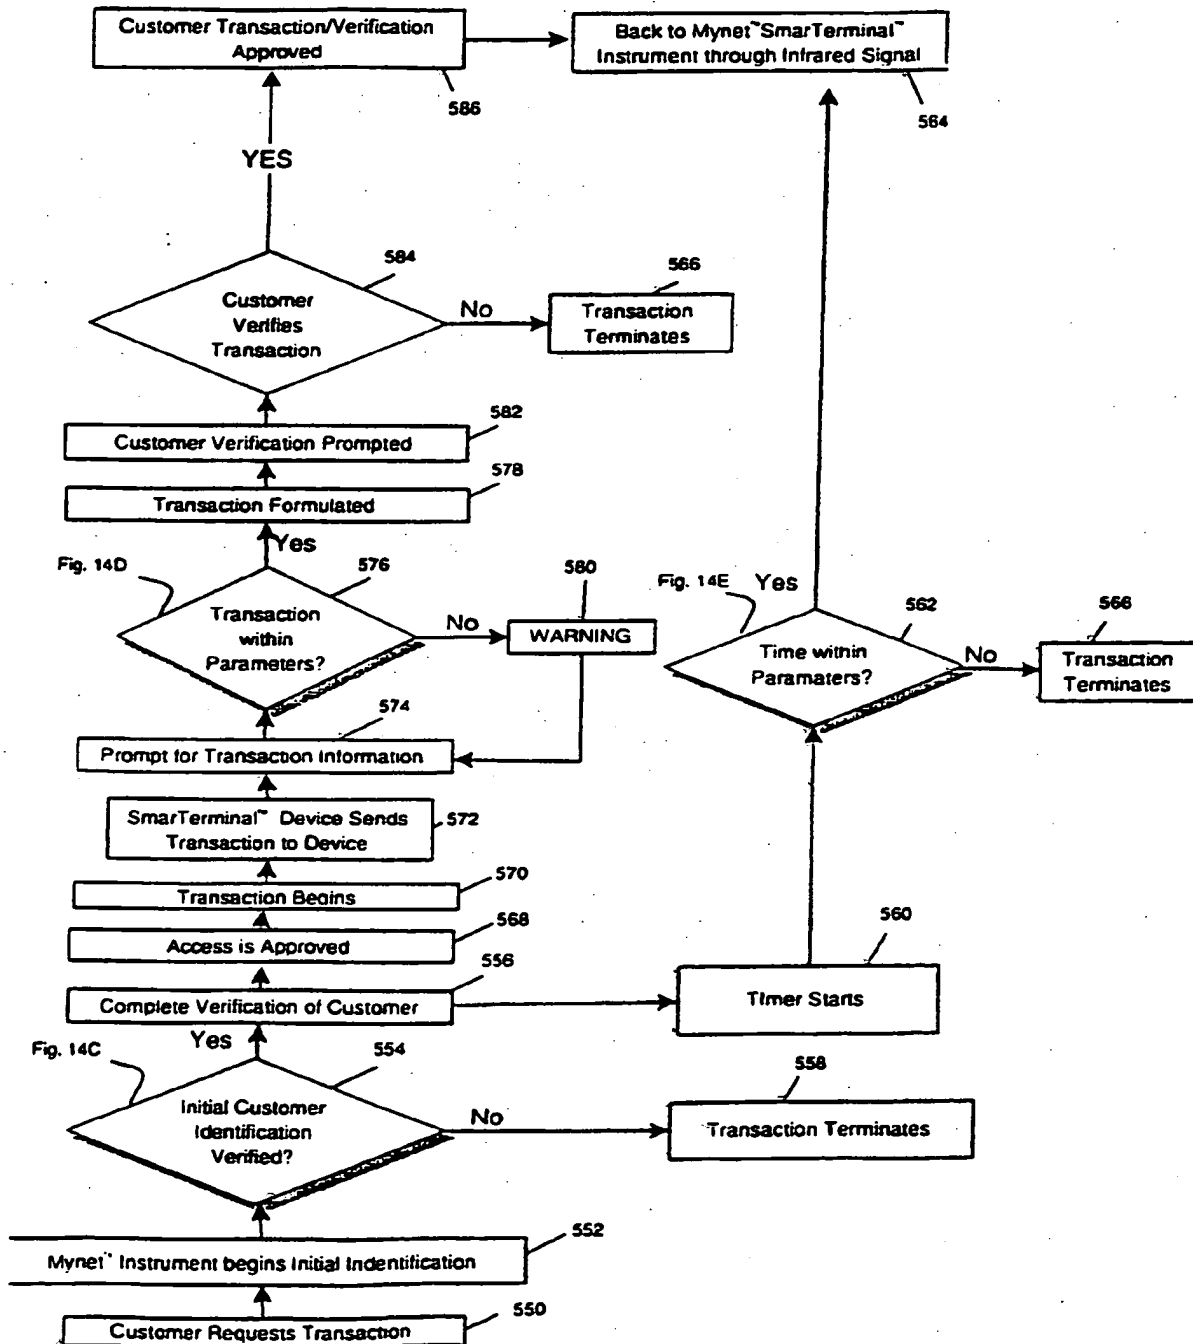 Customer Transaction/Verification
Approved
586
Back to Mynet~SmarTerminal~
Instrument through Infrared Signal
564
YES
584
Customer
Verifies
Transaction
No
566
Transaction
Terminates
582
Customer Verification Prompted
578
Transaction Formulated
Yes
Fig. 14D
576
Transaction
within
Parameters?
No
580
WARNING
Fig. 14E
Yes
562
Time within
Paramaters?
No
566
Transaction
Terminates
574
Prompt for Transaction Information
SmarTerminal~ Device Sends
Transaction to Device
572
570
Transaction Begins
568
Access is Approved
556
Complete Verification of Customer
560
Timer Starts
Yes
Fig. 14C
554
Initial Customer
Identification
Verified?
No
558
Transaction Terminates
552
Mynet~ Instrument begins Initial Indentification
550
Customer Requests Transaction